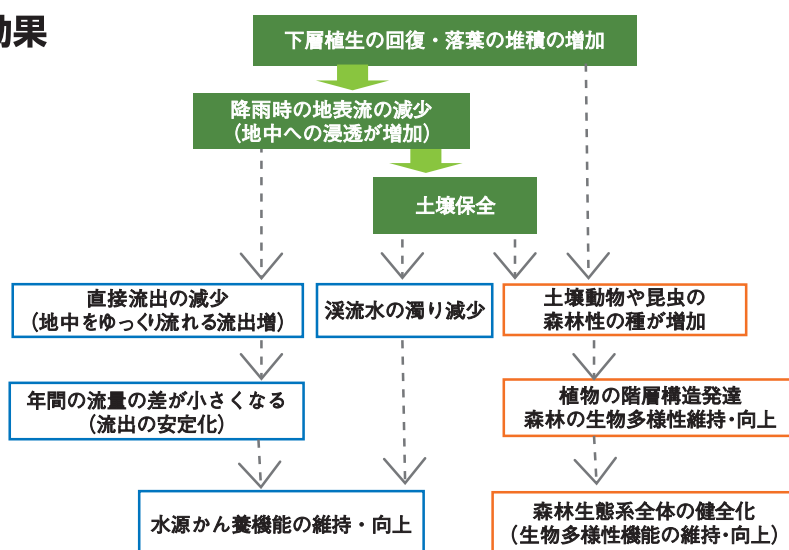 効果
下層植生の回復・落葉の堆積の増加
降雨時の地表流の減少
（地中への浸透が増加）
土壌保全
直接流出の減少
（地中をゆっくり流れる流出増）
渓流水の濁り減少
土壌動物や昆虫の
森林性の種が増加
年間の流量の差が小さくなる
（流出の安定化）
植物の階層構造発達
森林の生物多様性維持・向上
水源かん養機能の維持・向上
森林生態系全体の健全化
（生物多様性機能の維持・向上）